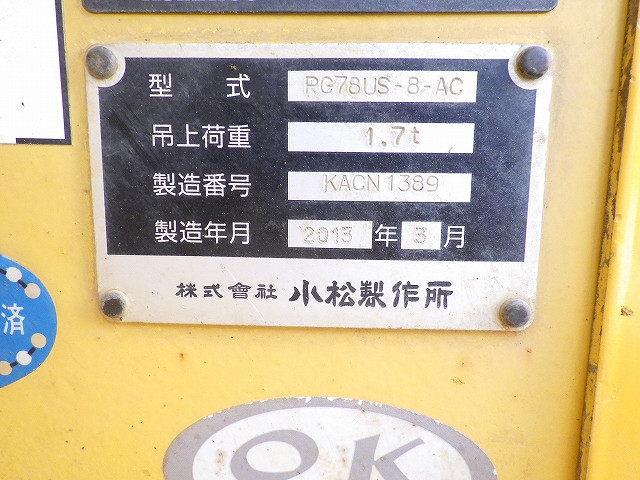 型 式 PG78US-8-AC
吊上荷重 1.7t
製造番号 KACN1389
製造年月 2013 年 3 月
株式會社 小松製作所
済
OK